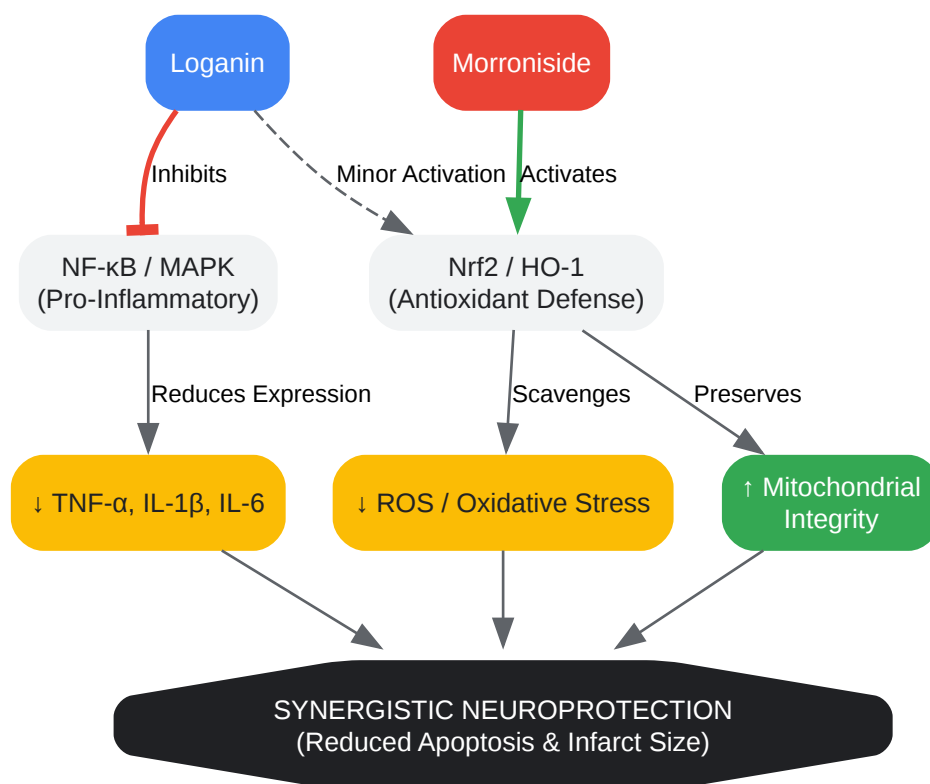 Loganin
Morroniside
Inhibits
Minor Activation
Activates
NF-κB / MAPK
(Pro-Inflammatory)
Nrf2 / HO-1
(Antioxidant Defense)
Reduces Expression
Scavenges
Preserves
↓ TNF-α, IL-1β, IL-6
↓ ROS / Oxidative Stress
↑ Mitochondrial
Integrity
SYNERGISTIC NEUROPROTECTION
(Reduced Apoptosis & Infarct Size)